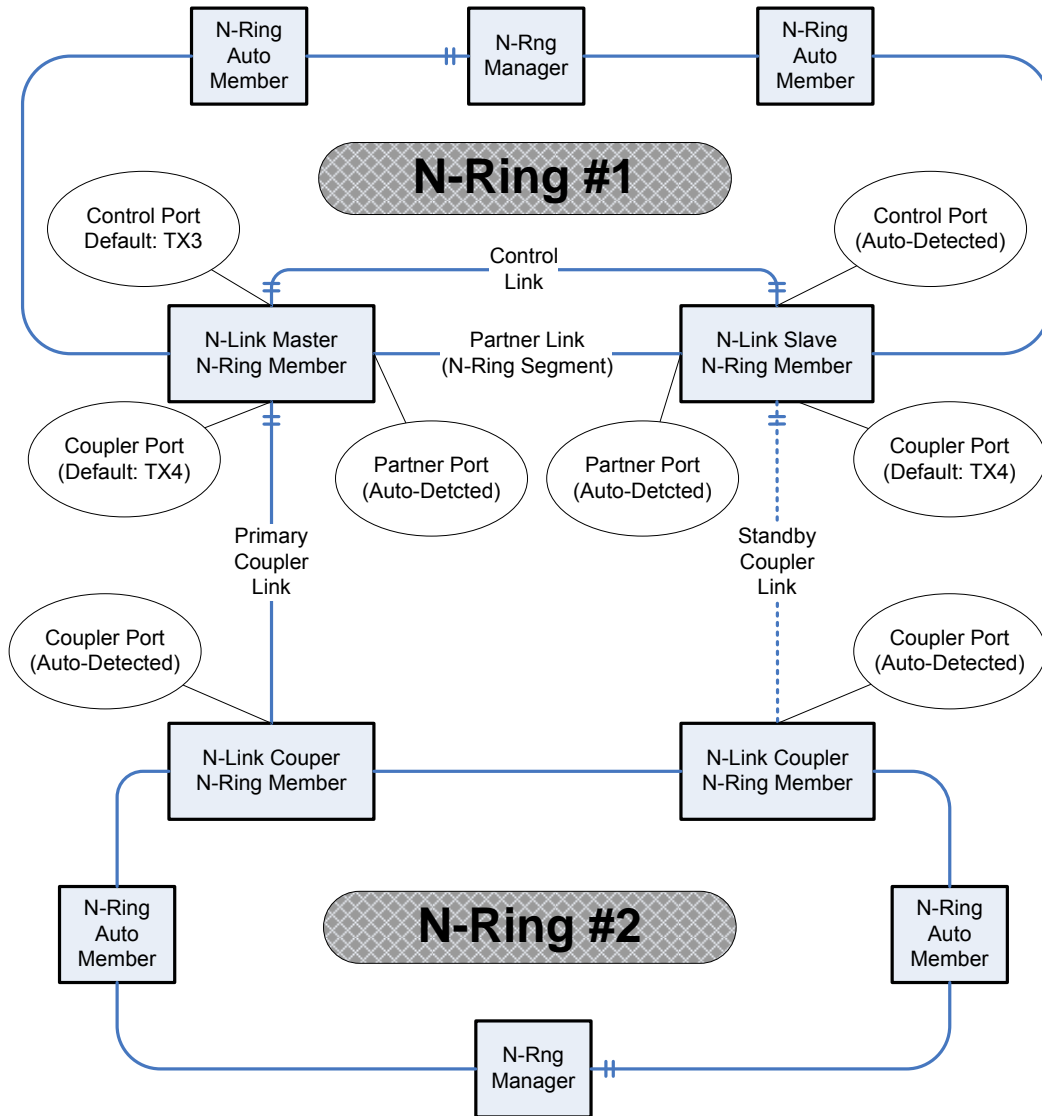 N-Ring
Auto
Member
N-Rng
Manager
N-Ring
Auto
Member
N-Ring #1
Control Port
Default: TX3
Control
Link
Control Port
(Auto-Detected)
N-Link Master
N-Ring Member
Partner Link
(N-Ring Segment)
N-Link Slave
N-Ring Member
Coupler Port
(Default: TX4)
Partner Port
(Auto-Detcted)
Partner Port
(Auto-Detcted)
Coupler Port
(Default: TX4)
Primary
Coupler
Link
Standby
Coupler
Link
Coupler Port
(Auto-Detected)
Coupler Port
(Auto-Detected)
N-Link Couper
N-Ring Member
N-Link Coupler
N-Ring Member
N-Ring
Auto
Member
N-Ring #2
N-Ring
Auto
Member
N-Rng
Manager